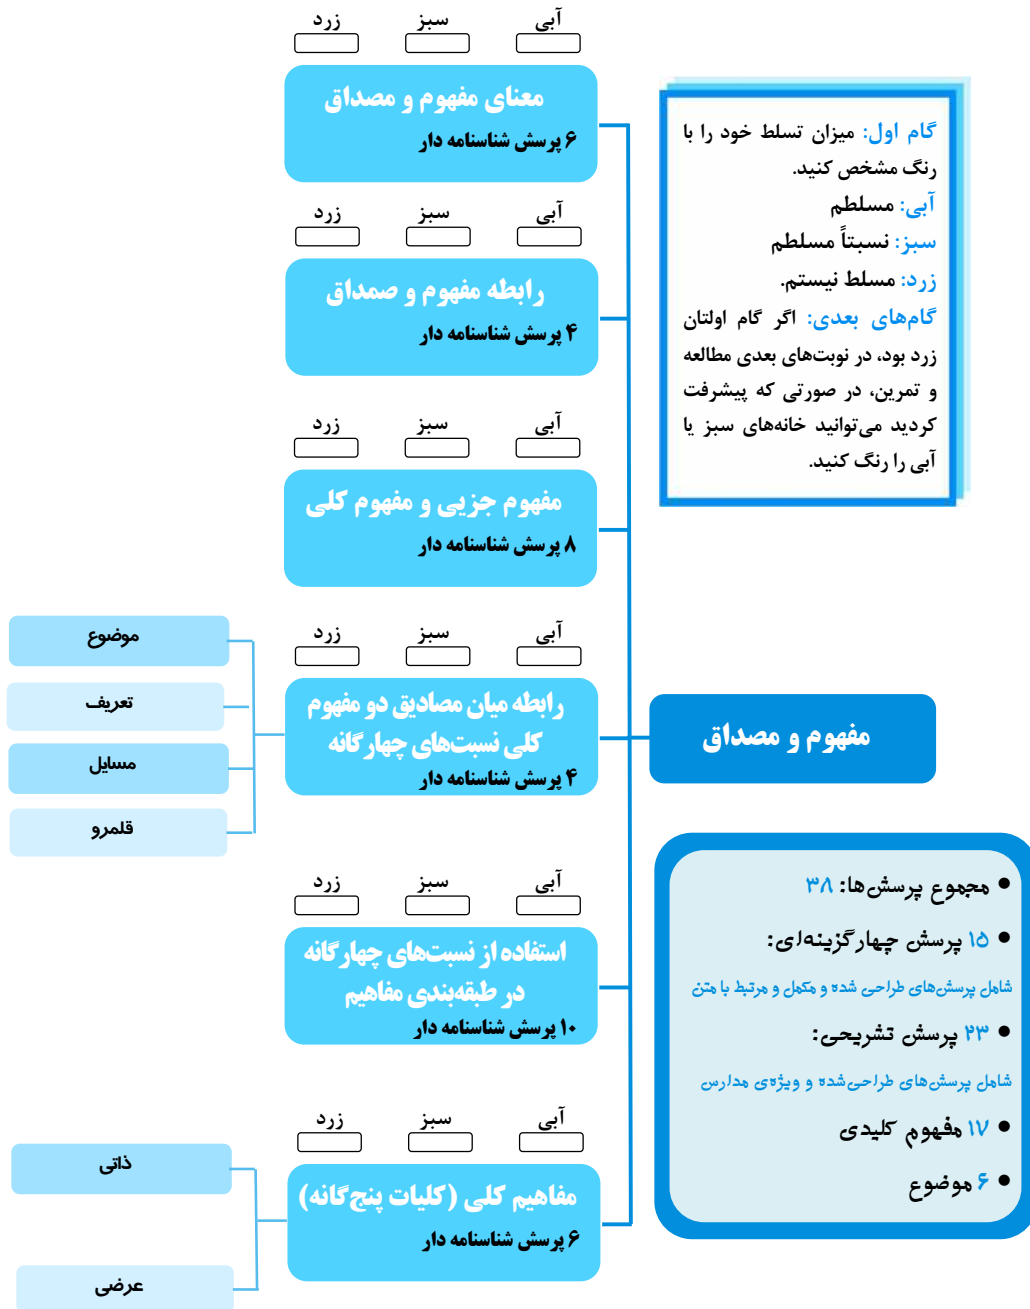 آبی سبز زرد
معنای مفهوم و مصداق
۶ پرسش شناسنامه دار
گام اول: میزان تسلط خود را با
رنگ مشخص کنید.
آبی: مسلطم
سبز: نسبتاً مسلطم
زرد: مسلط نیستم.
گام‌های بعدی: اگر گام اولتان
زرد بود، در نوبت‌های بعدی مطالعه
و تمرین، در صورتی که پیشرفت
کردید می‌توانید خانه‌های سبز یا
آبی را رنگ کنید.
آبی سبز زرد
رابطه مفهوم و صمداق
۴ پرسش شناسنامه دار
آبی سبز زرد
مفهوم جزیی و مفهوم کلی
۸ پرسش شناسنامه دار
مفهوم و مصداق
آبی سبز زرد
رابطه میان مصادیق دو مفهوم
کلی نسبت‌های چهارگانه
۴ پرسش شناسنامه دار
موضوع
تعریف
مسایل
قلمرو
آبی سبز زرد
استفاده از نسبت‌های چهارگانه
در طبقه‌بندی مفاهیم
۱۰ پرسش شناسنامه دار
• مجموع پرسش‌ها: ۳۸
• ۱۵ پرسش چهارگزینه‌ای:
شامل پرسش‌های طراحی شده و مکمل و مرتبط با متن
• ۲۳ پرسش تشریحی:
شامل پرسش‌های طراحی‌شده و ویژه‌ی مدارس
• ۱۷ مفهوم کلیدی
• ۶ موضوع
آبی سبز زرد
مفاهیم کلی (کلیات پنج‌گانه)
۶ پرسش شناسنامه دار
ذاتی
عرضی